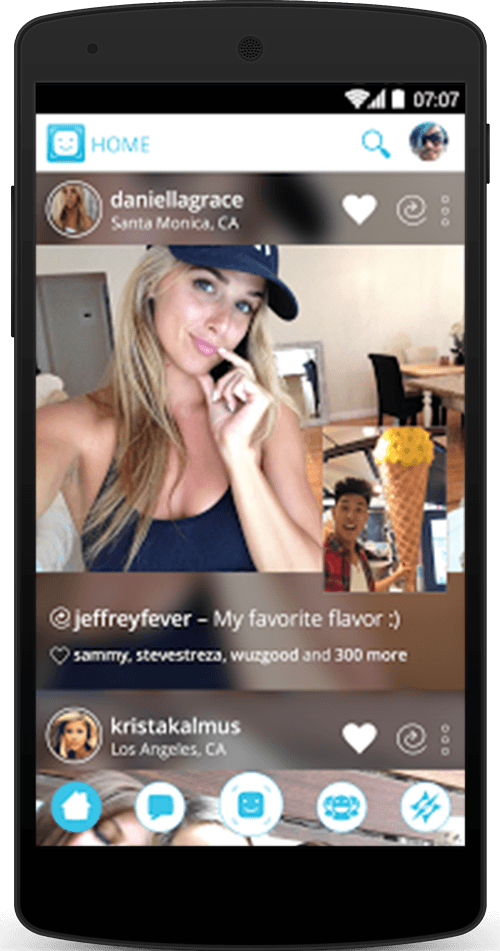 07:07
HOME
daniellagrace
Santa Monica, CA
jeffreyfever – My favorite flavor :)
sammy, stevestreza, wuzgood and 300 more
kristakalmus
Los Angeles, CA